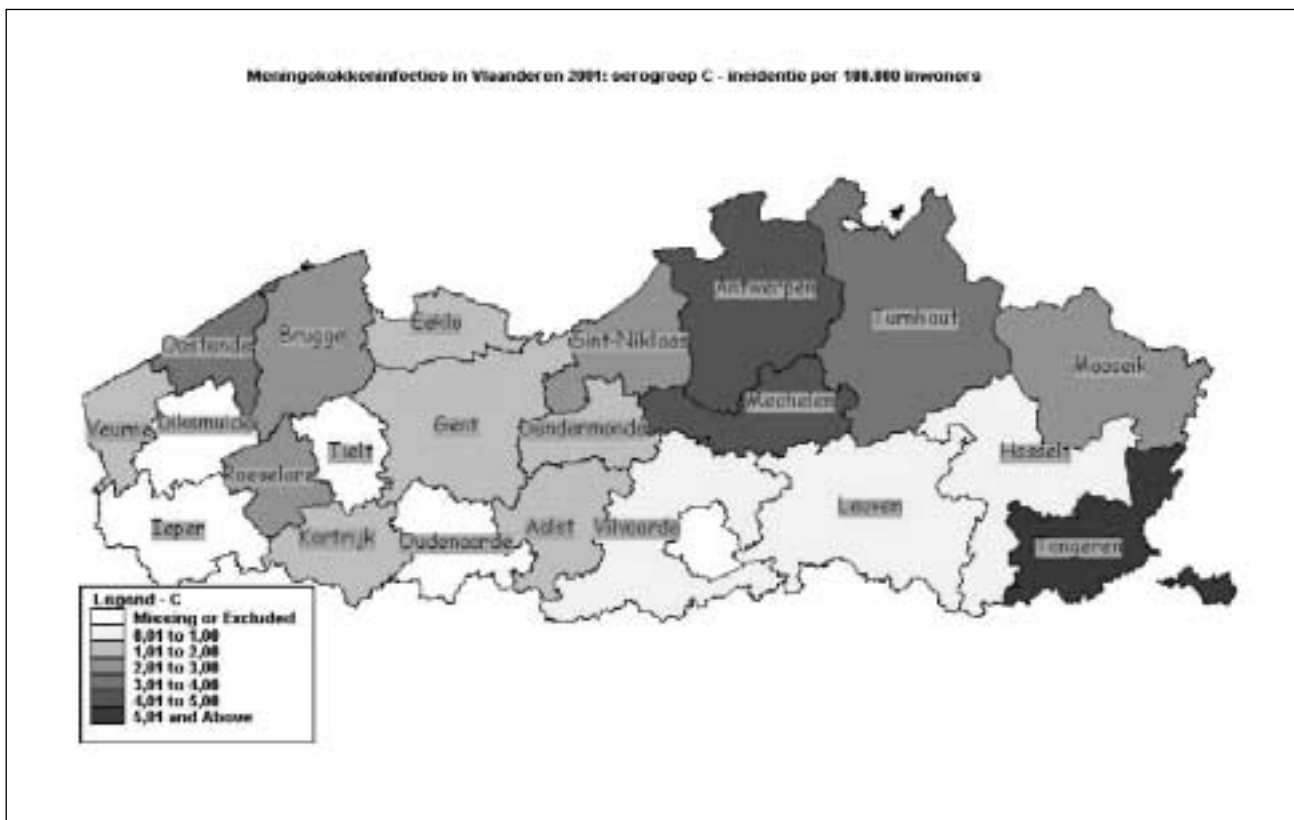 Meningokokkeninfecties in Vlaanderen 2001: serogroep C - incidentie per 100.000 inwoners
Antwerpen
Turnhout
Eeklo
Brugge
Oostende
Sint-Niklaas
Maaseik
Mechelen
Veurne
Diksmuide
Gent
Dendermonde
Tielt
Roeselare
Hasselt
Leuven
Ieper
Kortrijk
Oudenaarde
Aalst
Vilvoorde
Tongeren
Legend - C
Missing or Excluded
0,01 to 1,00
1,01 to 2,00
2,01 to 3,00
3,01 to 4,00
4,01 to 5,00
5,01 and Above